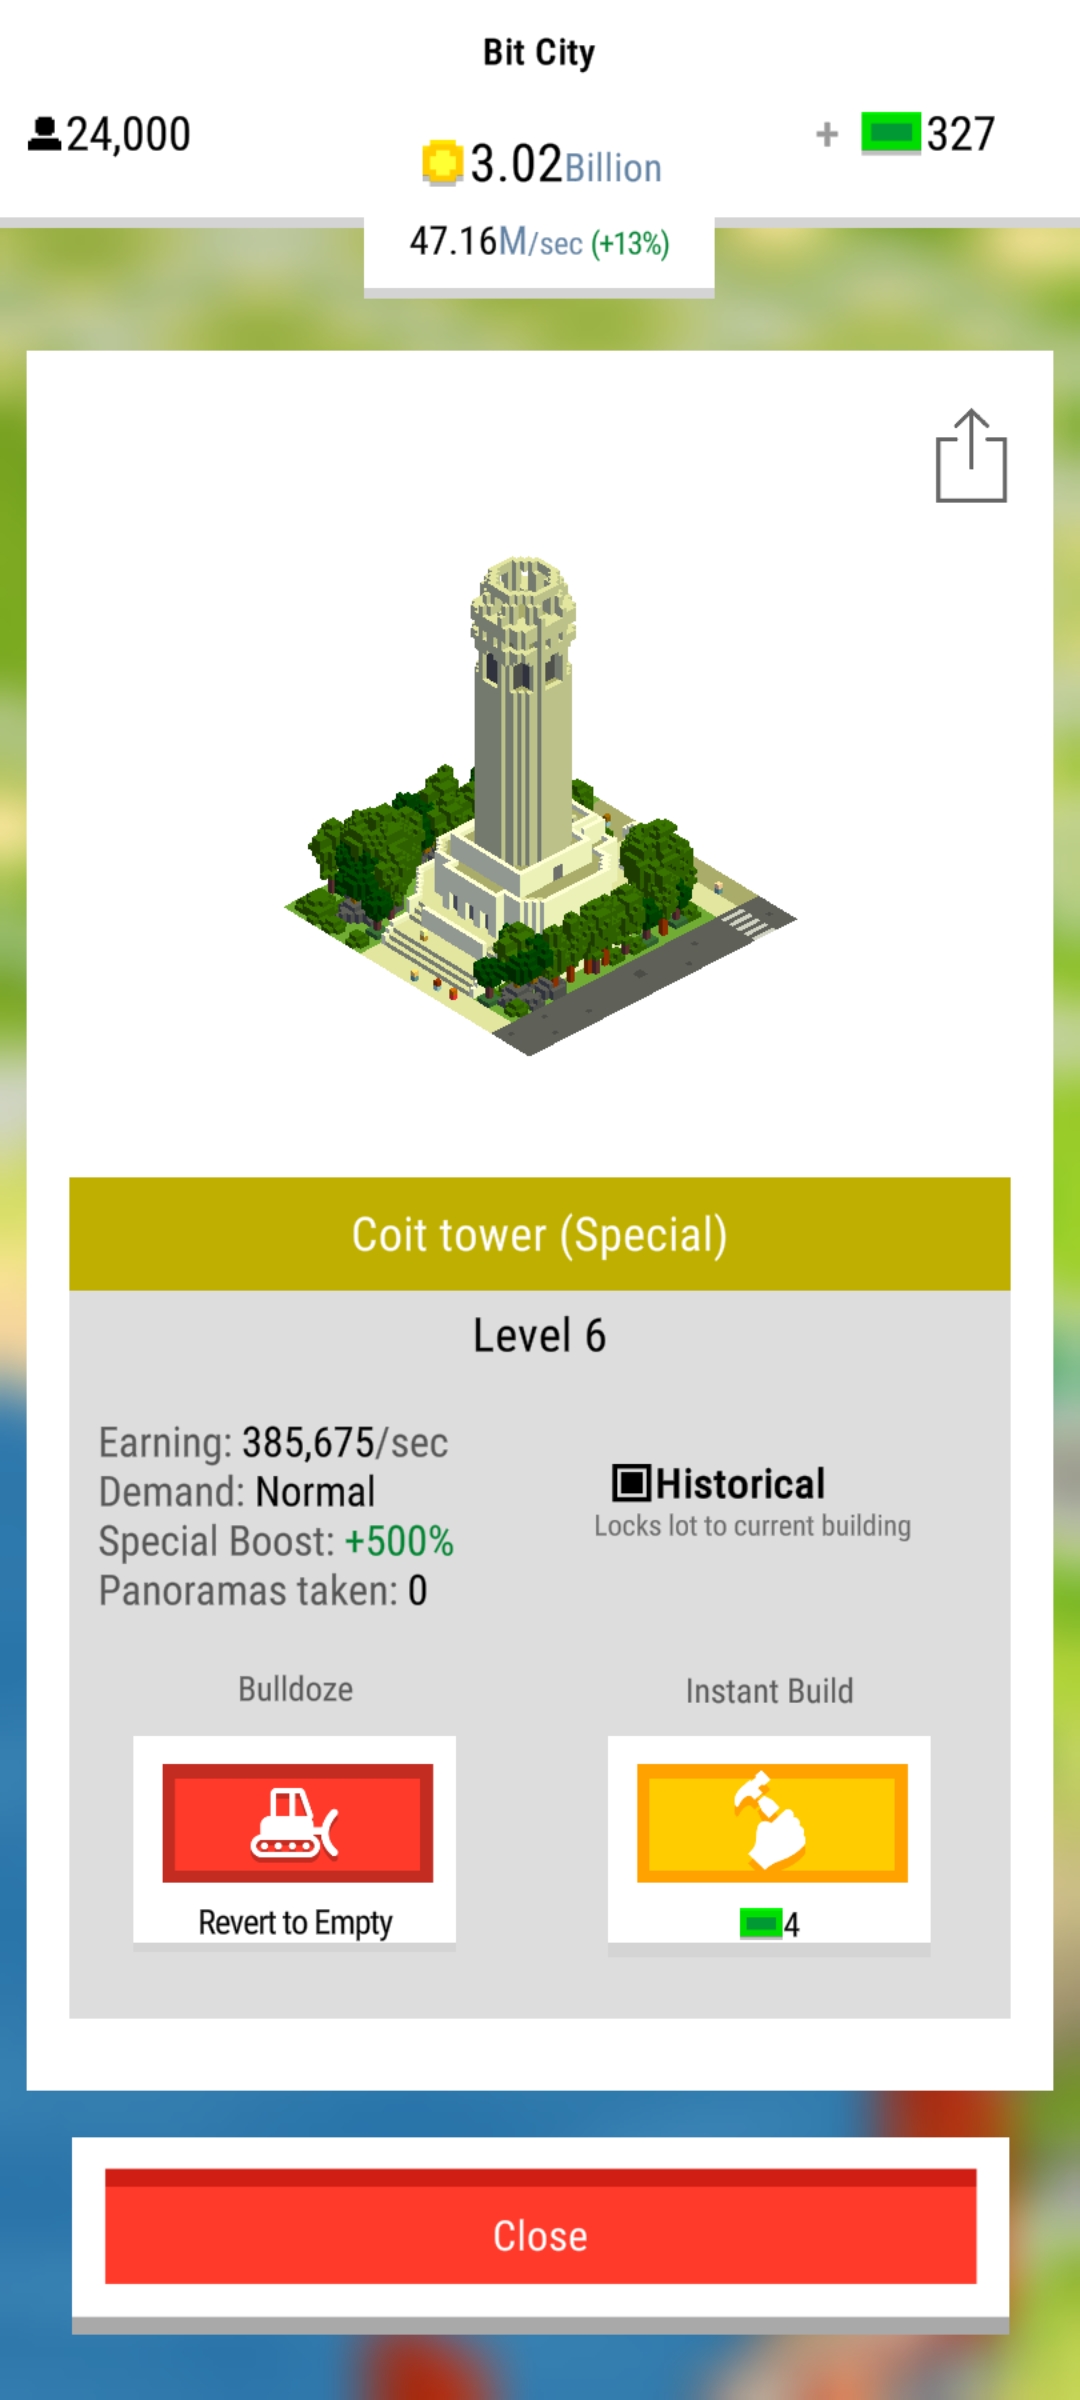 Bit City
24,000
3.02Billion
+ 327
47.16M/sec (+13%)
Coit tower (Special)
Level 6
Earning: 385,675/sec
Demand: Normal
Special Boost: +500%
Panoramas taken: 0
Historical
Locks lot to current building
Bulldoze
Revert to Empty
Instant Build
4
Close